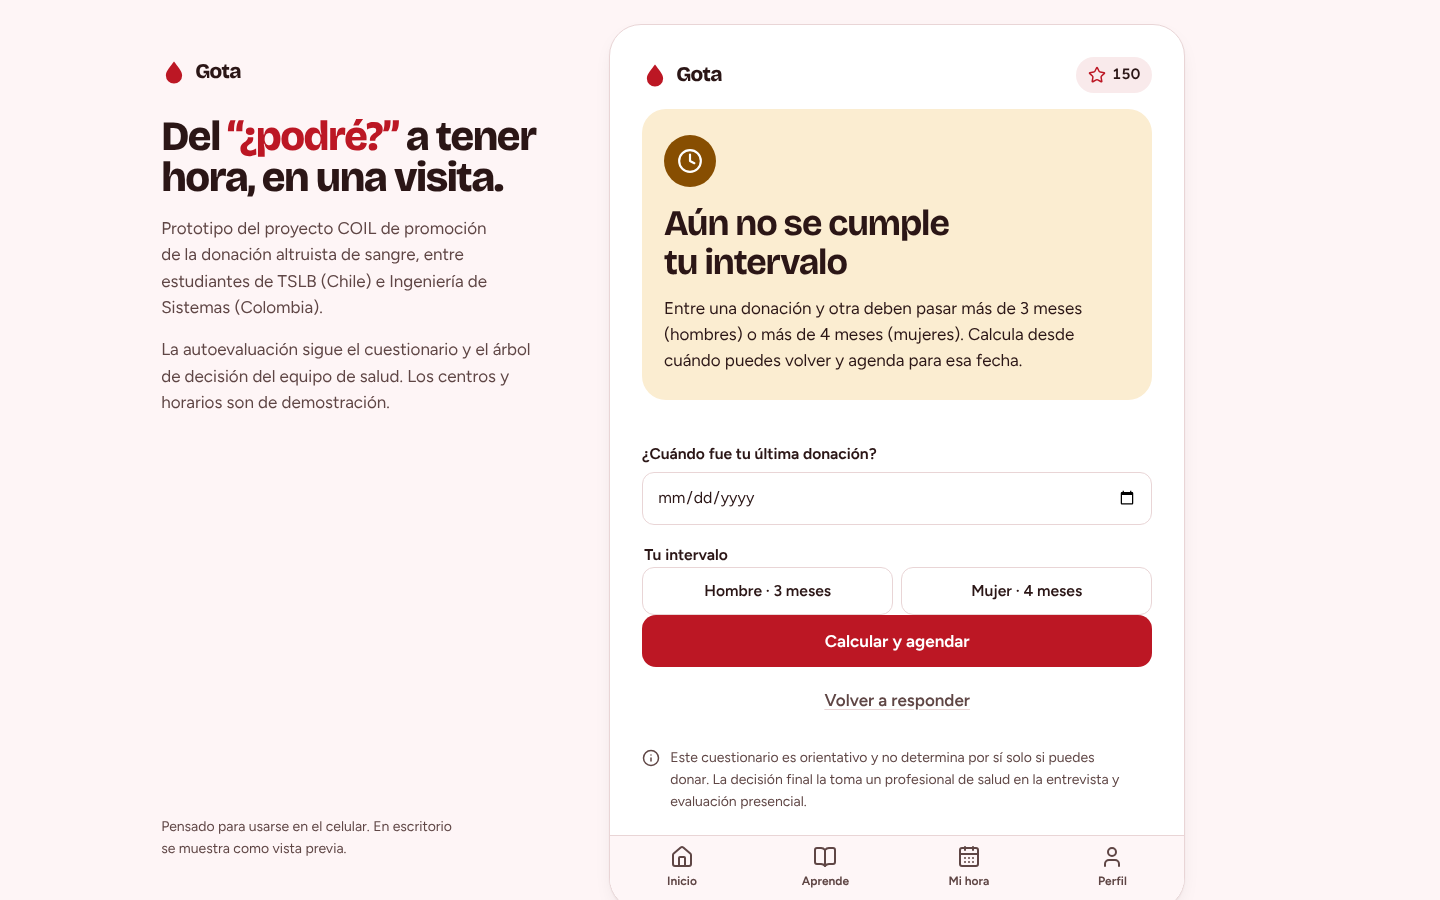 Gota
Del “¿podré?” a tener
hora, en una visita.
Prototipo del proyecto COIL de promoción
de la donación altruista de sangre, entre
estudiantes de TSLB (Chile) e Ingeniería de
Sistemas (Colombia).
La autoevaluación sigue el cuestionario y el árbol
de decisión del equipo de salud. Los centros y
horarios son de demostración.
Pensado para usarse en el celular. En escritorio
se muestra como vista previa.
Gota
150
Aún no se cumple
tu intervalo
Entre una donación y otra deben pasar más de 3 meses
(hombres) o más de 4 meses (mujeres). Calcula desde
cuándo puedes volver y agenda para esa fecha.
¿Cuándo fue tu última donación?
mm/dd/yyyy
Tu intervalo
Hombre · 3 meses
Mujer · 4 meses
Calcular y agendar
Volver a responder
Este cuestionario es orientativo y no determina por sí solo si puedes
donar. La decisión final la toma un profesional de salud en la entrevista y
evaluación presencial.
Inicio
Aprende
Mi hora
Perfil